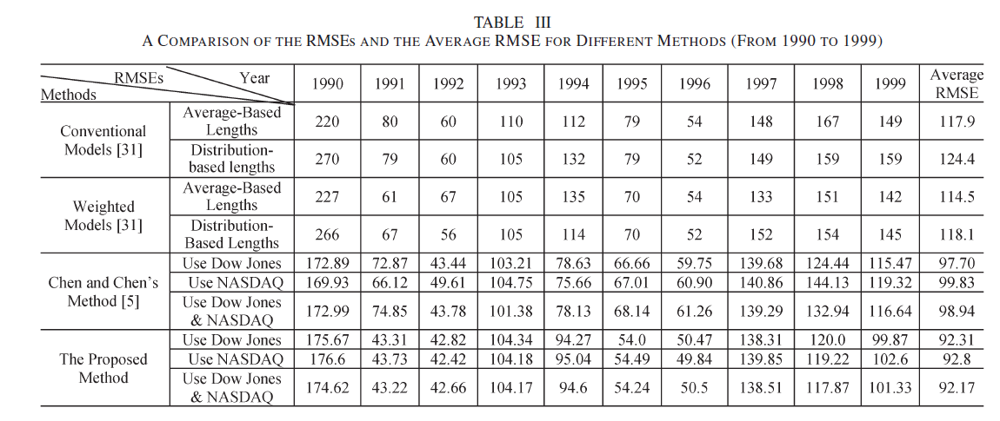 TABLE III
A COMPARISON OF THE RMSES AND THE AVERAGE RMSE FOR DIFFERENT METHODS (FROM 1990 TO 1999)
RMSEs Year Methods 1990 1991 1992 1993 1994 1995 1996 1997 1998 1999 Average RMSE
Conventional Models [31] Average-Based Lengths 220 80 60 110 112 79 54 148 167 149 117.9
Distribution-based lengths 270 79 60 105 132 79 52 149 159 159 124.4
Weighted Models [31] Average-Based Lengths 227 61 67 105 135 70 54 133 151 142 114.5
Distribution-Based Lengths 266 67 56 105 114 70 52 152 154 145 118.1
Chen and Chen's Method [5] Use Dow Jones 172.89 72.87 43.44 103.21 78.63 66.66 59.75 139.68 124.44 115.47 97.70
Use NASDAQ 169.93 66.12 49.61 104.75 75.66 67.01 60.90 140.86 144.13 119.32 99.83
Use Dow Jones & NASDAQ 172.99 74.85 43.78 101.38 78.13 68.14 61.26 139.29 132.94 116.64 98.94
The Proposed Method Use Dow Jones 175.67 43.31 42.82 104.34 94.27 54.0 50.47 138.31 120.0 99.87 92.31
Use NASDAQ 176.6 43.73 42.42 104.18 95.04 54.49 49.84 139.85 119.22 102.6 92.8
Use Dow Jones & NASDAQ 174.62 43.22 42.66 104.17 94.6 54.24 50.5 138.51 117.87 101.33 92.17